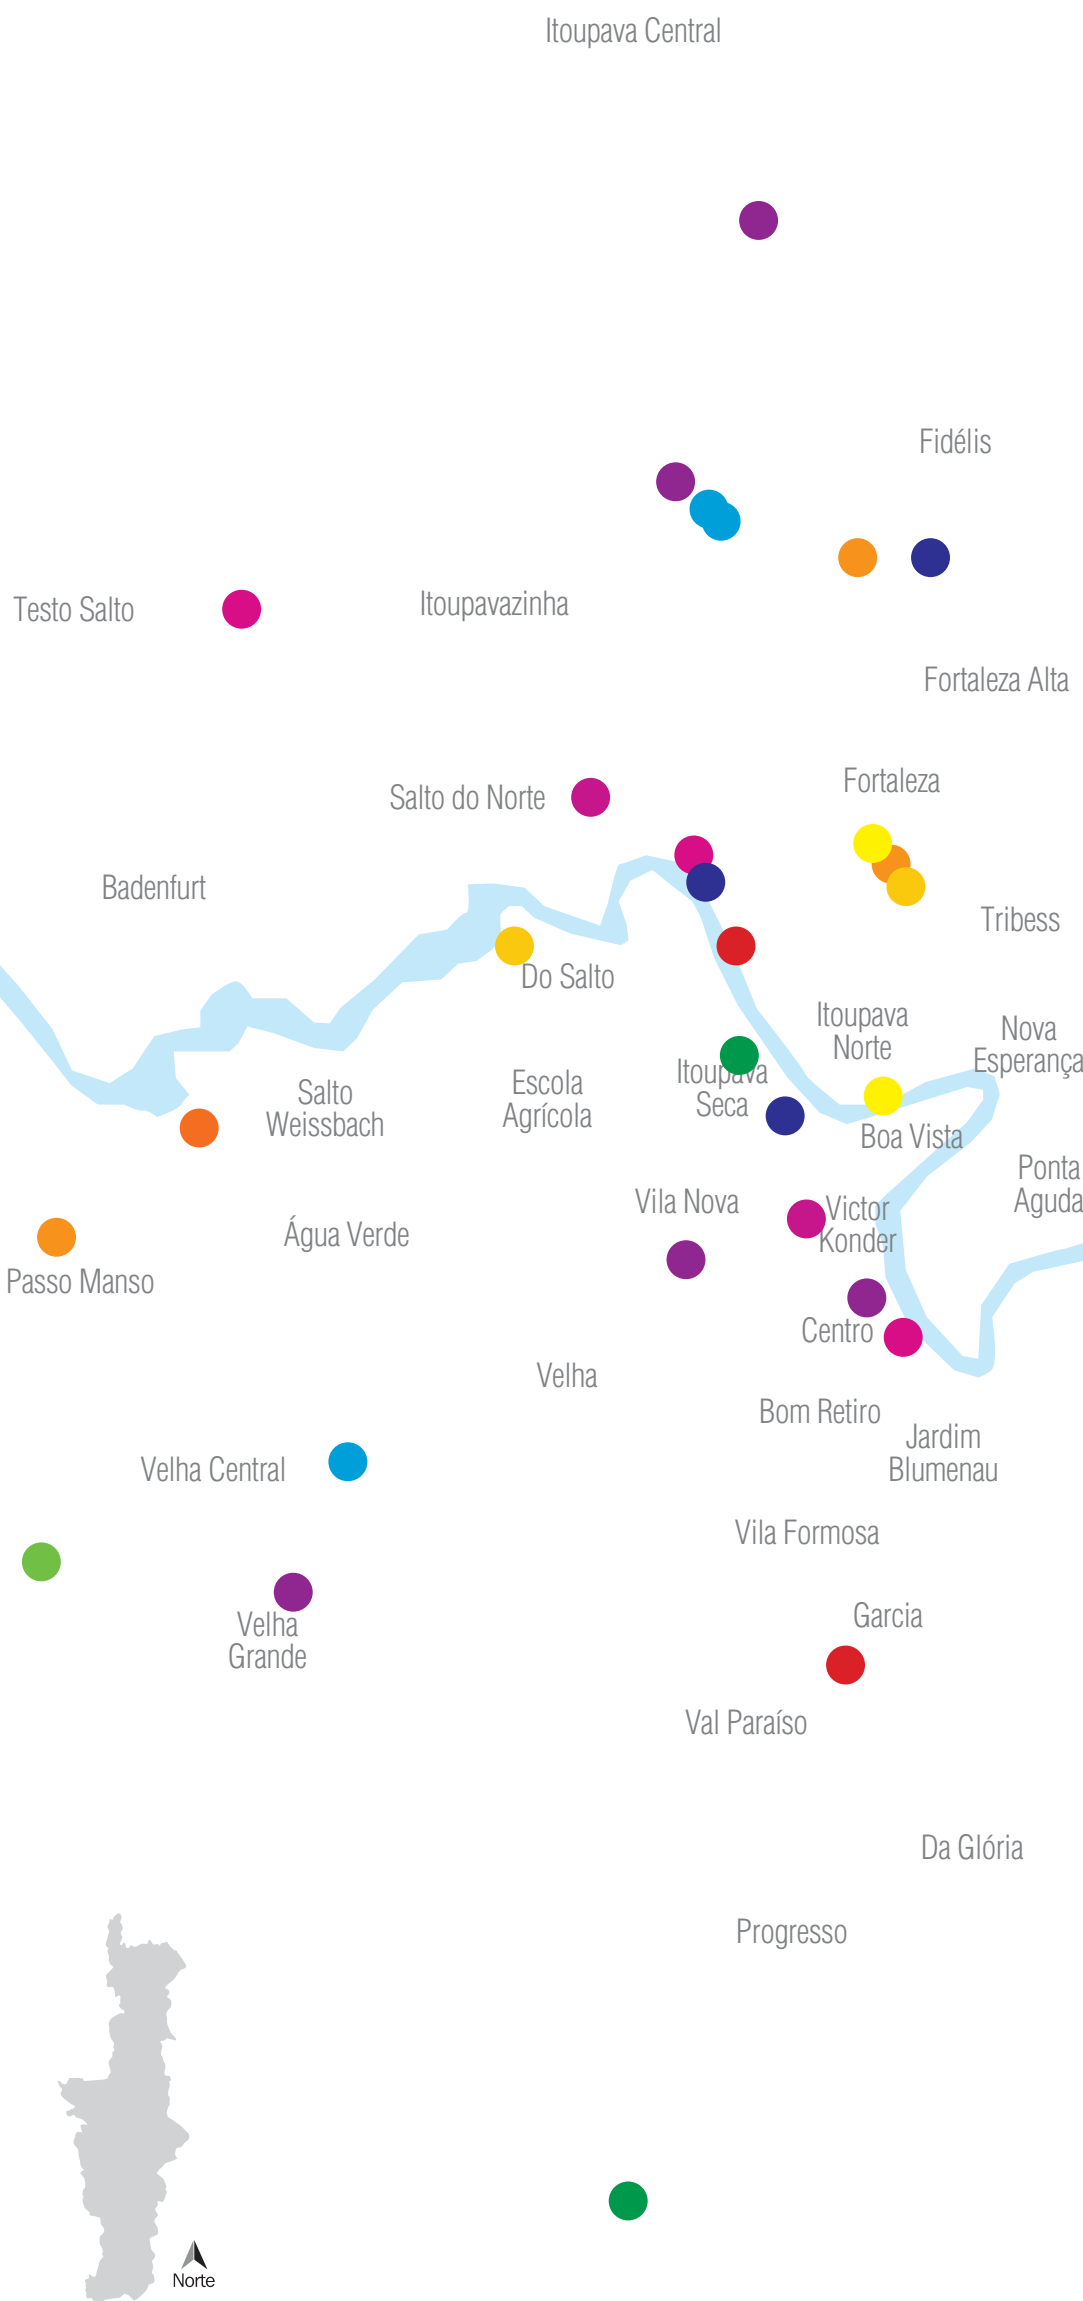 Itoupava Central
Fidélis
Testo Salto
Itoupavazinha
Fortaleza Alta
Fortaleza
Salto do Norte
Badenfurt
Tribess
Do Salto
Itoupava
Norte
Nova
Esperança
Itoupava
Seca
Escola
Agrícola
Salto
Weissbach
Boa Vista
Ponta
Aguda
Vila Nova
Victor
Konder
Água Verde
Passo Manso
Centro
Velha
Bom Retiro
Jardim
Blumenau
Velha Central
Vila Formosa
Garcia
Velha
Grande
Val Paraíso
Da Glória
Progresso
Norte